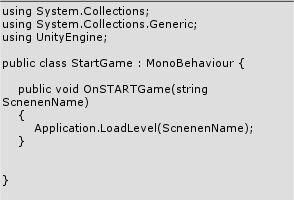 using System.Collections;
using System.Collections.Generic;
using UnityEngine;
public class StartGame : MonoBehaviour {
public void OnSTARTGame(string
ScnenenName)
{
Application.LoadLevel(ScnenenName);
}
}